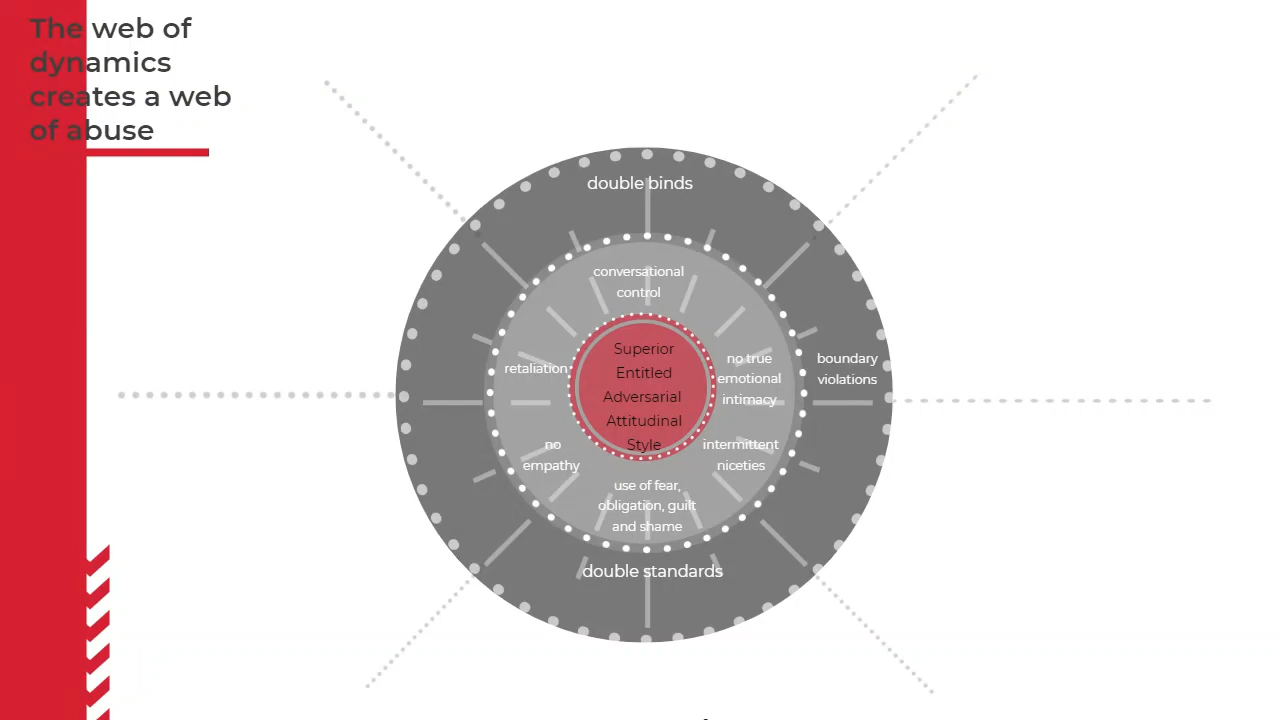 The web of
dynamics
creates a web
of abuse
double binds
conversational
control
Superior
Entitled
Adversarial
Attitudinal
Style
retaliation
no true
emotional
intimacy
boundary
violations
no
empathy
intermittent
niceties
use of fear,
obligation, guilt
and shame
double standards